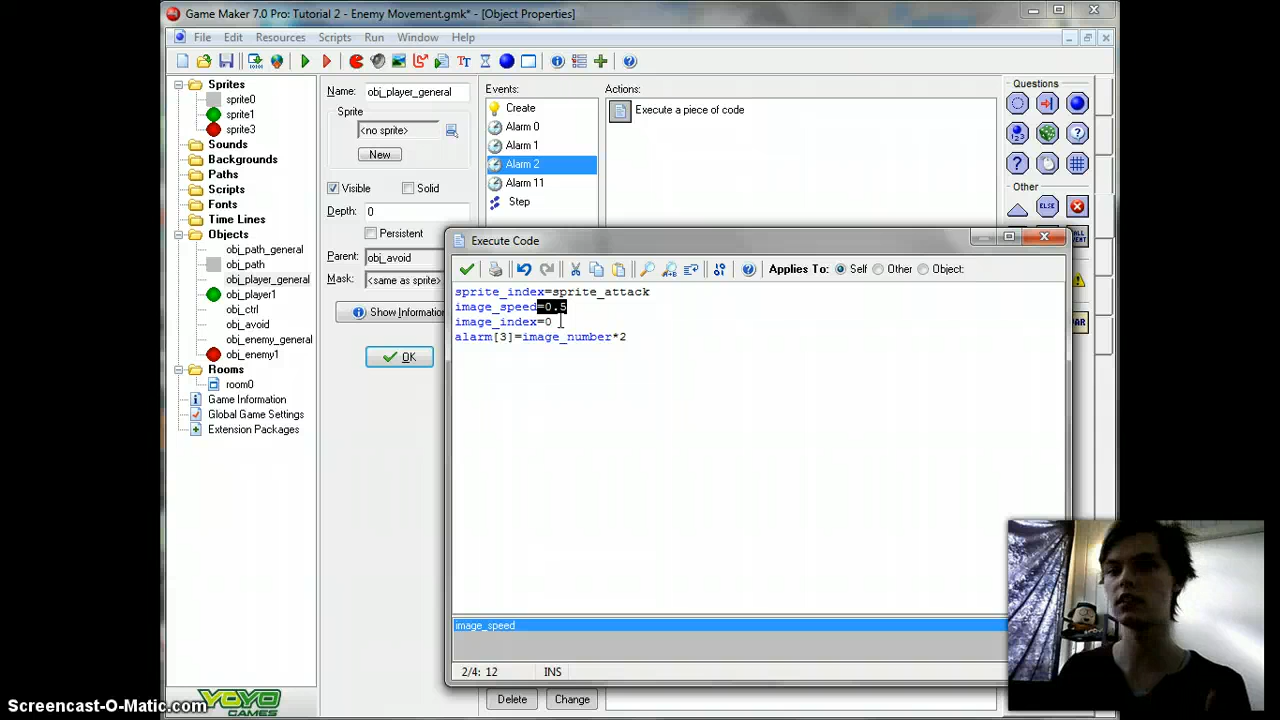 Game Maker 7.0 Pro: Tutorial 2 - Enemy Movement.gmk* - [Object Properties]
File Edit Resources Scripts Run Window Help
Sprites
sprite0
sprite1
sprite3
Sounds
Backgrounds
Paths
Scripts
Fonts
Time Lines
Objects
obj_path_general
obj_path
obj_player_general
obj_player1
obj_ctrl
obj_avoid
obj_enemy_general
obj_enemy1
Rooms
room0
Game Information
Global Game Settings
Extension Packages
Name: obj_player_general
Sprite
<no sprite>
New
Visible Solid
Depth: 0
Persistent
Parent: obj_avoid
Mask: <same as sprite>
Show Information
OK
Events:
Create
Alarm 0
Alarm 1
Alarm 2
Alarm 11
Step
Delete Change
Actions:
Execute a piece of code
Questions
Other
ELSE
Execute Code
Applies To: Self Other Object:
sprite_index=sprite_attack
image_speed=0.5
image_index=0
alarm[3]=image_number*2
image_speed
2/4: 12 INS
YOYO
GAMES
Screencast-O-Matic.com